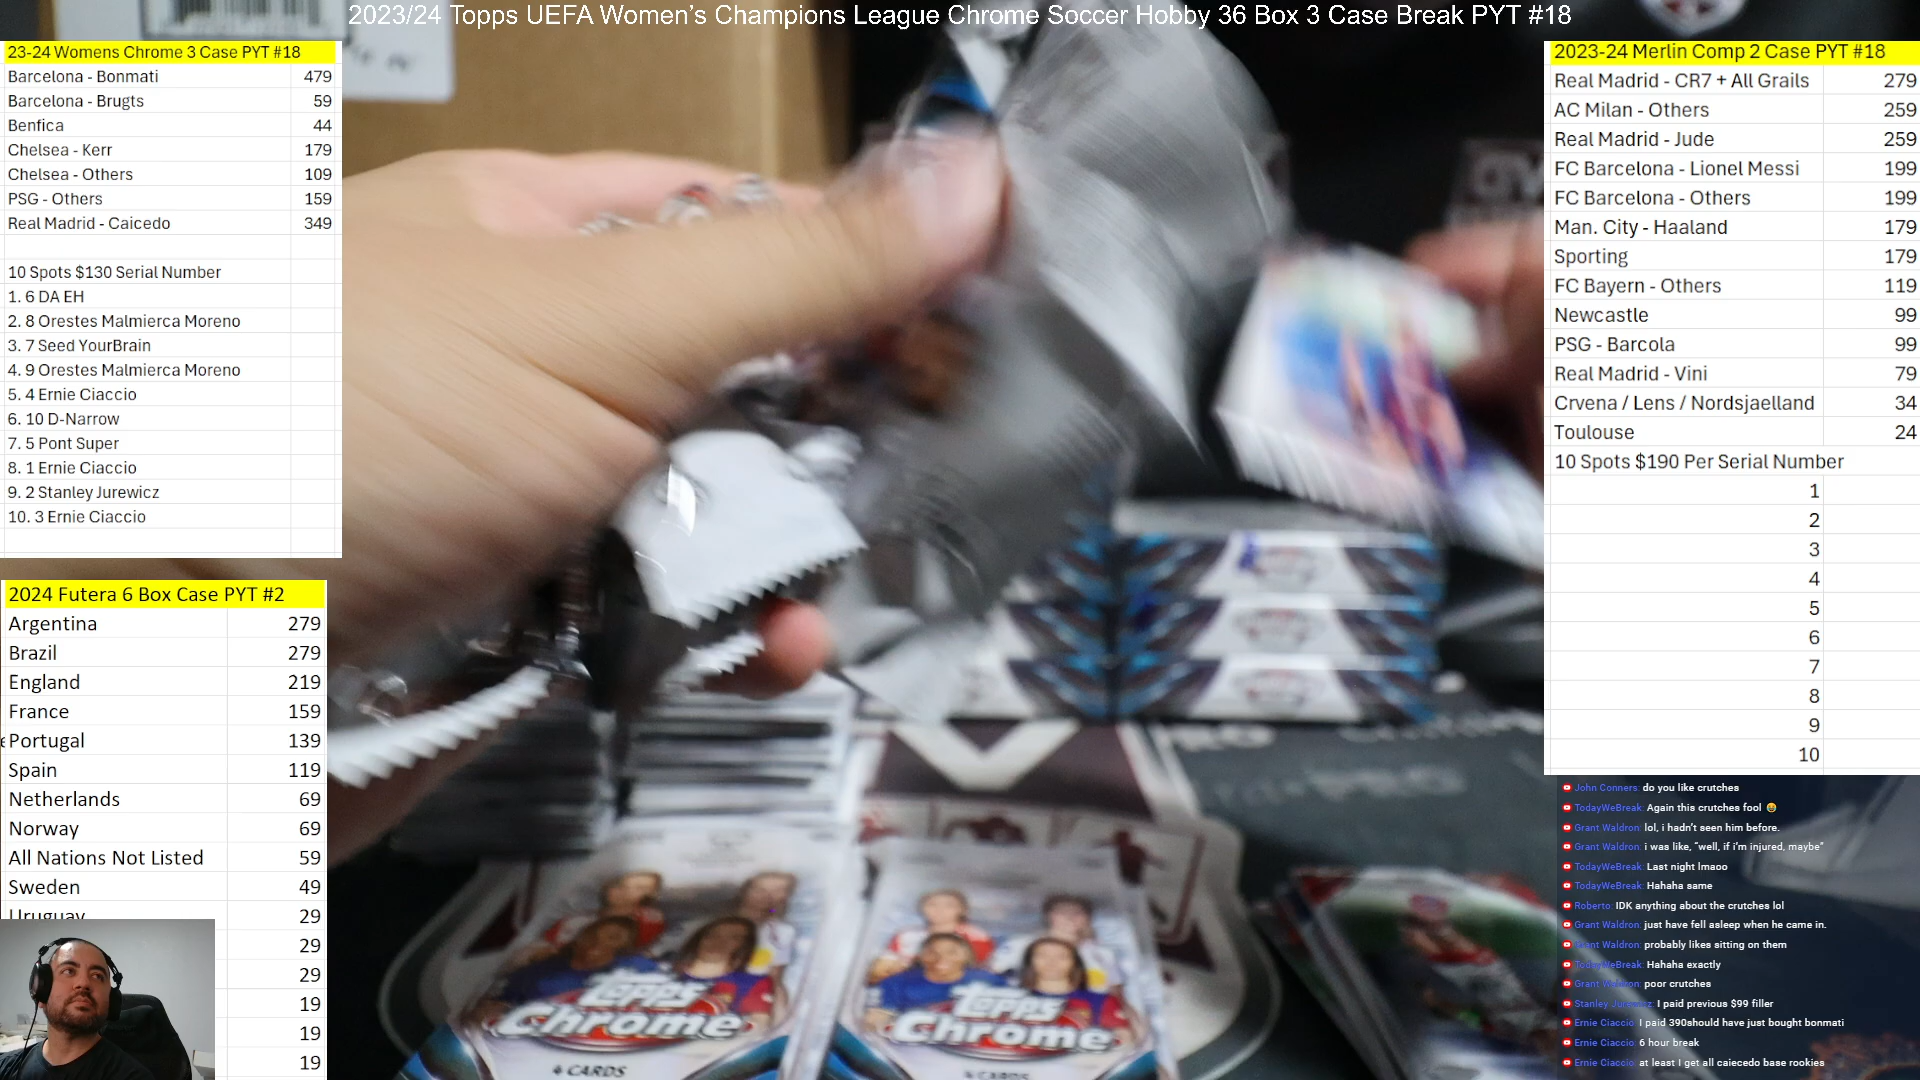 2023/24 Topps UEFA Women's Champions League Chrome Soccer Hobby 36 Box 3 Case Break PYT #18
23-24 Womens Chrome 3 Case PYT #18
Barcelona - Bonmati 479
Barcelona - Brugts 59
Benfica 44
Chelsea - Kerr 179
Chelsea - Others 109
PSG - Others 159
Real Madrid - Caicedo 349
10 Spots $130 Serial Number
1. 6 DA EH
2. 8 Orestes Malmierca Moreno
3. 7 Seed YourBrain
4. 9 Orestes Malmierca Moreno
5. 4 Ernie Ciaccio
6. 10 D-Narrow
7. 5 Pont Super
8. 1 Ernie Ciaccio
9. 2 Stanley Jurewicz
10. 3 Ernie Ciaccio
2024 Futera 6 Box Case PYT #2
Argentina 279
Brazil 279
England 219
France 159
Portugal 139
Spain 119
Netherlands 69
Norway 69
All Nations Not Listed 59
Sweden 49
Uruguay 29
29
29
19
19
19
Topps
Chrome
4 CARDS
Topps
Chrome
4 CARDS
2023-24 Merlin Comp 2 Case PYT #18
Real Madrid - CR7 + All Grails 279
AC Milan - Others 259
Real Madrid - Jude 259
FC Barcelona - Lionel Messi 199
FC Barcelona - Others 199
Man. City - Haaland 179
Sporting 179
FC Bayern - Others 119
Newcastle 99
PSG - Barcola 99
Real Madrid - Vini 79
Crvena / Lens / Nordsjaelland 34
Toulouse 24
10 Spots $190 Per Serial Number
1
2
3
4
5
6
7
8
9
10
John Conners: do you like crutches
TodayWeBreak: Again this crutches fool 😆
Grant Waldron: lol, i hadn't seen him before.
Grant Waldron: i was like, "well, if i'm injured, maybe"
TodayWeBreak: Last night lmaoo
TodayWeBreak: Hahaha same
Roberto: IDK anything about the crutches lol
Grant Waldron: just have fell asleep when he came in.
Grant Waldron: probably likes sitting on them
TodayWeBreak: Hahaha exactly
Grant Waldron: poor crutches
Stanley Jurewicz: I paid previous $99 filler
Ernie Ciaccio: I paid 390should have just bought bonmati
Ernie Ciaccio: 6 hour break
Ernie Ciaccio: at least I get all caiecedo base rookies